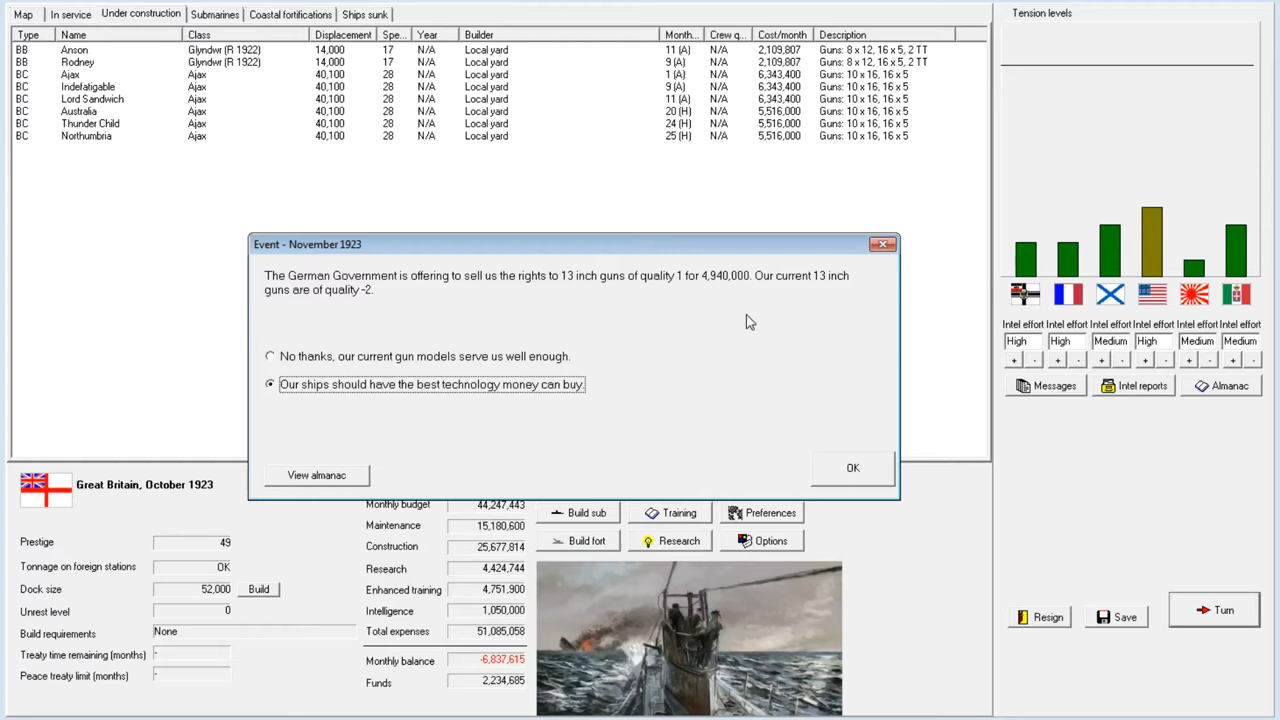 Map In service Under construction Submarines Coastal fortifications Ships sunk
Type Name Class Displacement Spe... Year Builder Month... Crew q... Cost/month Description
BB Anson Glyndwr (R 1922) 14,000 17 N/A Local yard 11 (A) N/A 2,109,807 Guns: 8 x 12, 16 x 5, 2 TT
BB Rodney Glyndwr (R 1922) 14,000 17 N/A Local yard 9 (A) N/A 2,109,807 Guns: 8 x 12, 16 x 5, 2 TT
BC Ajax Ajax 40,100 28 N/A Local yard 1 (A) N/A 6,343,400 Guns: 10 x 16, 16 x 5
BC Indefatigable Ajax 40,100 28 N/A Local yard 9 (A) N/A 6,343,400 Guns: 10 x 16, 16 x 5
BC Lord Sandwich Ajax 40,100 28 N/A Local yard 11 (A) N/A 6,343,400 Guns: 10 x 16, 16 x 5
BC Australia Ajax 40,100 28 N/A Local yard 20 (H) N/A 5,516,000 Guns: 10 x 16, 16 x 5
BC Thunder Child Ajax 40,100 28 N/A Local yard 24 (H) N/A 5,516,000 Guns: 10 x 16, 16 x 5
BC Northumbria Ajax 40,100 28 N/A Local yard 25 (H) N/A 5,516,000 Guns: 10 x 16, 16 x 5
Tension levels
Intel effort Intel effort Intel effort Intel effort Intel effort Intel effort
High High Medium High Medium Medium
+ - + - + - + - + - + -
Messages Intel reports Almanac
Event - November 1923
The German Government is offering to sell us the rights to 13 inch guns of quality 1 for 4,940,000. Our current 13 inch
guns are of quality -2.
No thanks, our current gun models serve us well enough.
Our ships should have the best technology money can buy.
View almanac OK
Great Britain, October 1923
Prestige 49
Tonnage on foreign stations OK
Dock size 52,000 Build
Unrest level 0
Build requirements None
Treaty time remaining (months) -
Peace treaty limit (months) -
Monthly budget 44,247,443
Maintenance 15,180,600
Construction 25,677,814
Research 4,424,744
Enhanced training 4,751,900
Intelligence 1,050,000
Total expenses 51,085,058
Monthly balance -6,837,615
Funds 2,234,685
Build sub Training Preferences
Build fort Research Options
Resign Save Turn